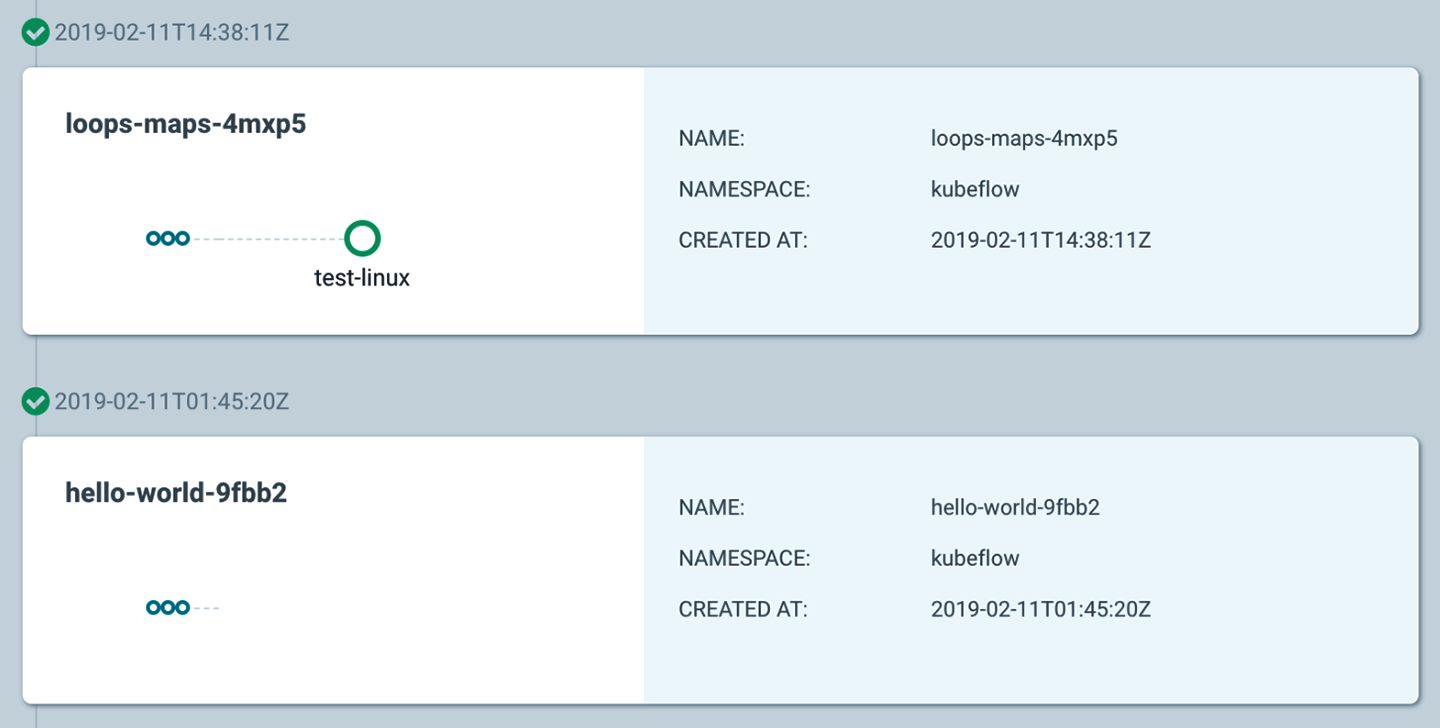 2019-02-11T14:38:11Z
loops-maps-4mxp5
test-linux
NAME: loops-maps-4mxp5
NAMESPACE: kubeflow
CREATED AT: 2019-02-11T14:38:11Z
2019-02-11T01:45:20Z
hello-world-9fbb2
NAME: hello-world-9fbb2
NAMESPACE: kubeflow
CREATED AT: 2019-02-11T01:45:20Z